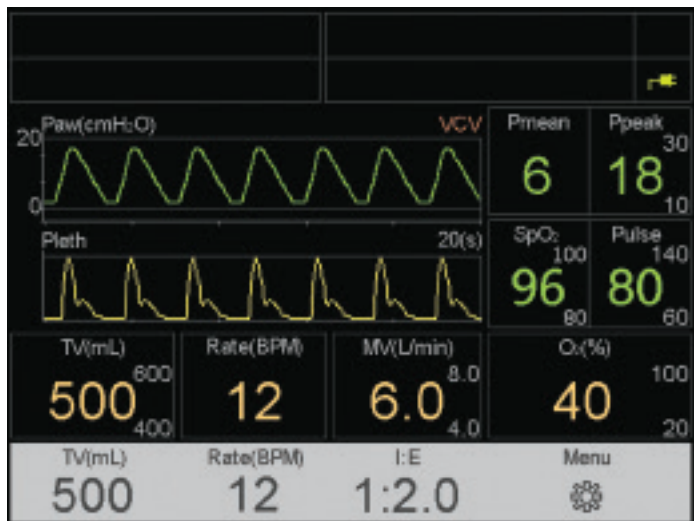 Paw(cmH₂O) VCV
20
0
Pmean Ppeak
30
6 18
10
Pleth 20(s)
SpO₂ Pulse
100 140
96 80
80 60
TV(mL) Rate(BPM) MV(L/min) O₂(%)
600 8.0 100
500 12 6.0 40
400 4.0 20
TV(mL) Rate(BPM) I:E Menu
500 12 1:2.0